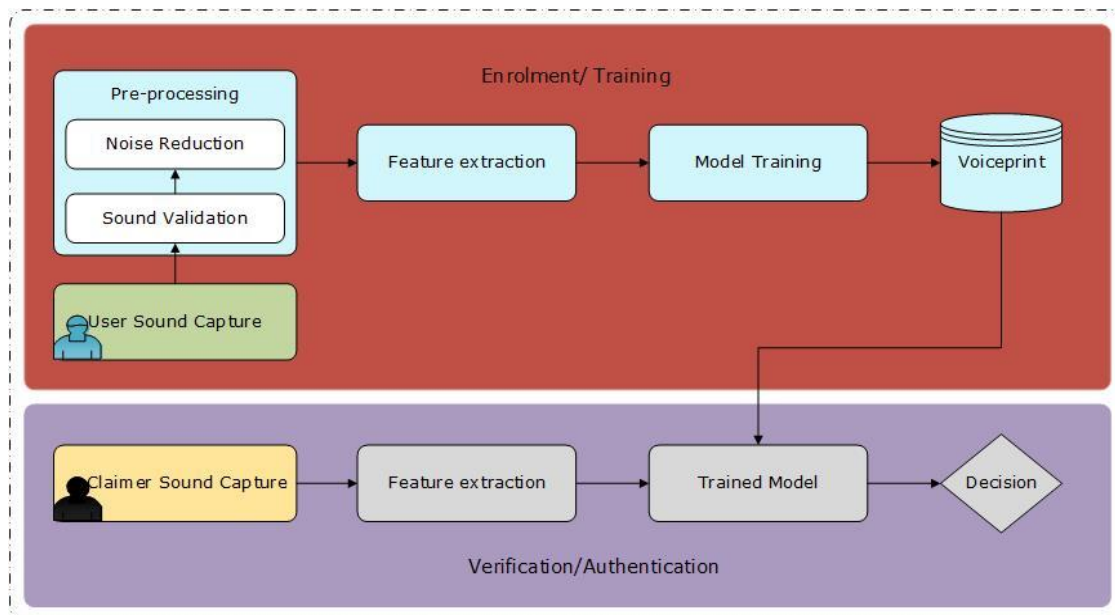 Enrolment/ Training
Pre-processing
Noise Reduction
Sound Validation
User Sound Capture
Feature extraction
Model Training
Voiceprint
Claimer Sound Capture
Feature extraction
Trained Model
Decision
Verification/Authentication